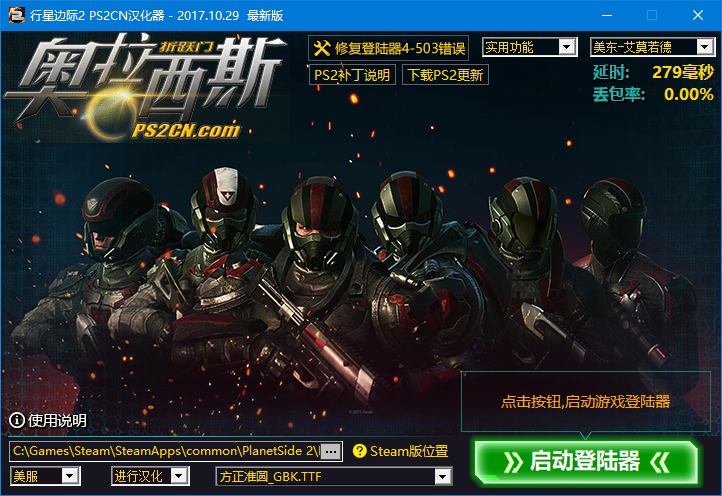 行星边际2 PS2CN汉化器 - 2017.10.29 最新版
折跃门
奥拉西斯
PS2CN.com
修复登陆器4-503错误
实用功能
美东-艾莫若德
PS2补丁说明
下载PS2更新
延时: 279毫秒
丢包率: 0.00%
点击按钮,启动游戏登陆器
使用说明
C:\Games\Steam\SteamApps\common\PlanetSide 2\
...
Steam版位置
启动登陆器
美服
进行汉化
方正准圆_GBK.TTF